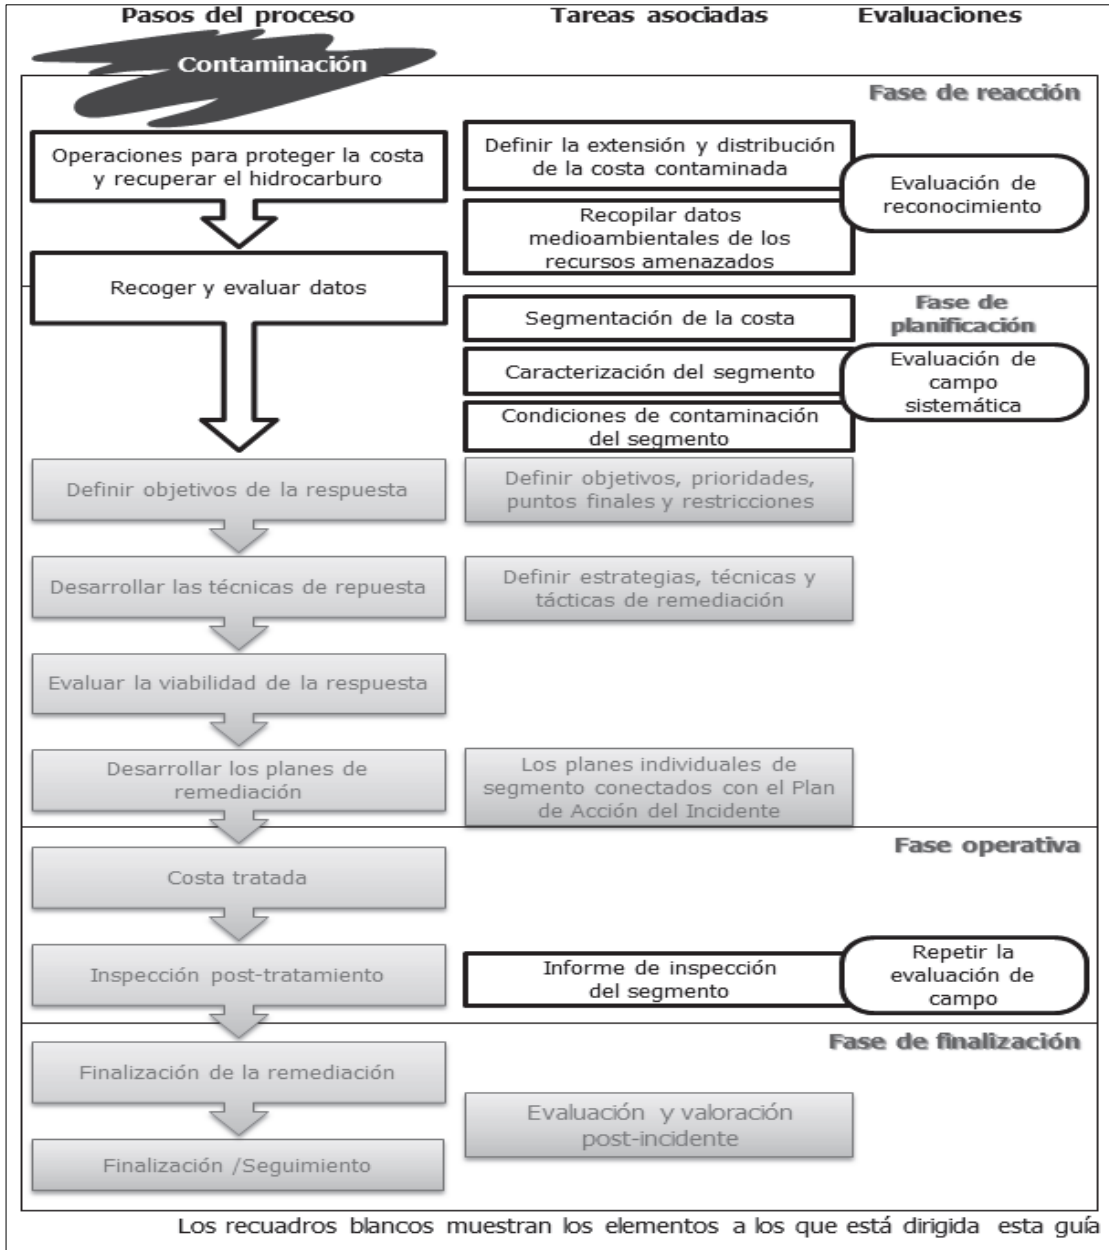 Pasos del proceso Tareas asociadas Evaluaciones
Contaminación
Fase de reacción
Operaciones para proteger la costa
y recuperar el hidrocarburo
Definir la extensión y distribución
de la costa contaminada
Evaluación de
reconocimiento
Recopilar datos
medioambientales de los
recursos amenazados
Recoger y evaluar datos
Fase de
planificación
Segmentación de la costa
Caracterización del segmento
Evaluación de
campo
sistemática
Condiciones de contaminación
del segmento
Definir objetivos de la respuesta
Definir objetivos, prioridades,
puntos finales y restricciones
Desarrollar las técnicas de repuesta
Definir estrategias, técnicas y
tácticas de remediación
Evaluar la viabilidad de la respuesta
Desarrollar los planes de
remediación
Los planes individuales de
segmento conectados con el Plan
de Acción del Incidente
Fase operativa
Costa tratada
Inspección post-tratamiento
Informe de inspección
del segmento
Repetir la
evaluación de
campo
Fase de finalización
Finalización de la remediación
Evaluación y valoración
post-incidente
Finalización /Seguimiento
Los recuadros blancos muestran los elementos a los que está dirigida esta guía